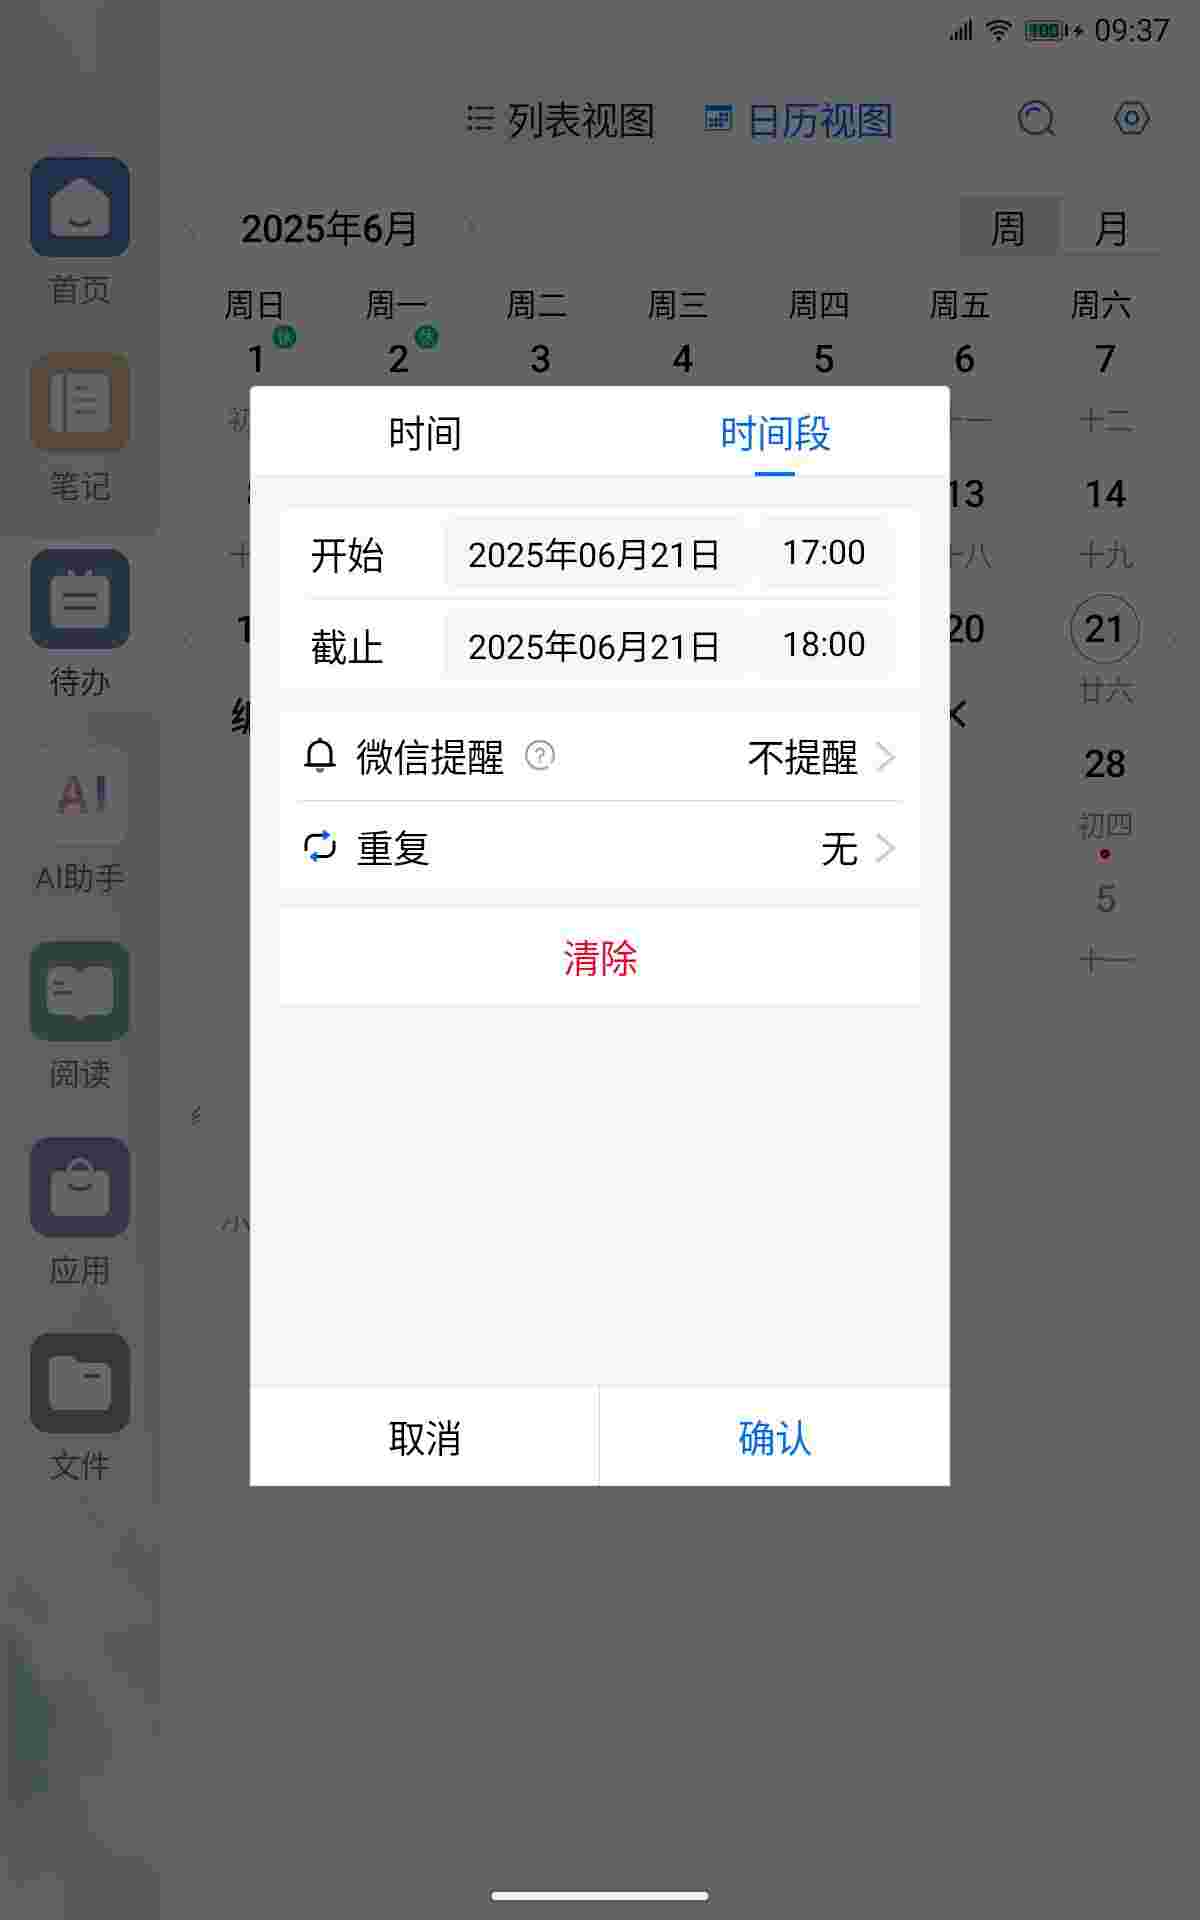 09:37
列表视图 日历视图
2025年6月 周 月
周日 周一 周二 周三 周四 周五 周六
1 休 2 休 3 4 5 6 7
初 十一 十二
时间 时间段
13 14
十八 十九
开始 2025年06月21日 17:00
截止 2025年06月21日 18:00
20 21
廿六
微信提醒 不提醒
28
初四
重复 无
5
十一
清除
取消 确认
首页
笔记
待办
AI
AI助手
阅读
应用
文件